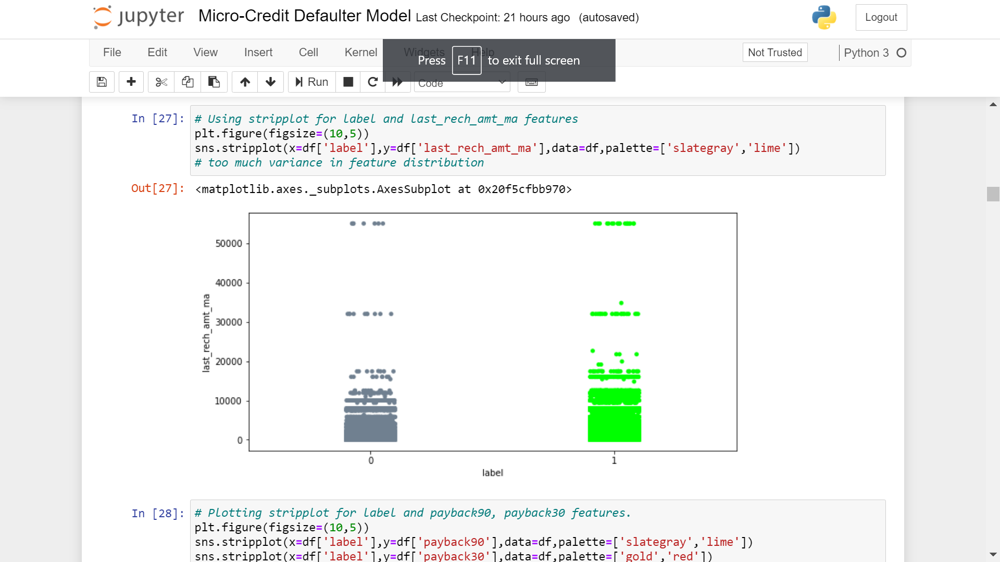 jupyter Micro-Credit Defaulter Model Last Checkpoint: 21 hours ago (autosaved)
Logout
File Edit View Insert Cell Kernel Widgets Help Not Trusted Python 3
Press F11 to exit full screen
Run Code
In [27]: # Using stripplot for label and last_rech_amt_ma features
plt.figure(figsize=(10,5))
sns.stripplot(x=df['label'],y=df['last_rech_amt_ma'],data=df,palette=['slategray','lime'])
# too much variance in feature distribution
Out[27]: <matplotlib.axes._subplots.AxesSubplot at 0x20f5cfbb970>
50000
40000
30000
20000
10000
0
last_rech_amt_ma
0 1
label
In [28]: # Plotting stripplot for label and payback90, payback30 features.
plt.figure(figsize=(10,5))
sns.stripplot(x=df['label'],y=df['payback90'],data=df,palette=['slategray','lime'])
sns.stripplot(x=df['label'],y=df['payback30'],data=df,palette=['gold','red'])